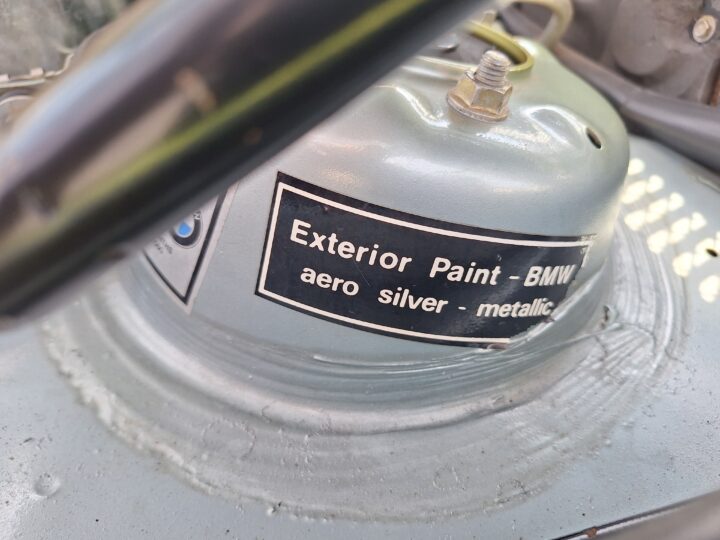 Exterior Paint - BMW
aero silver - metallic